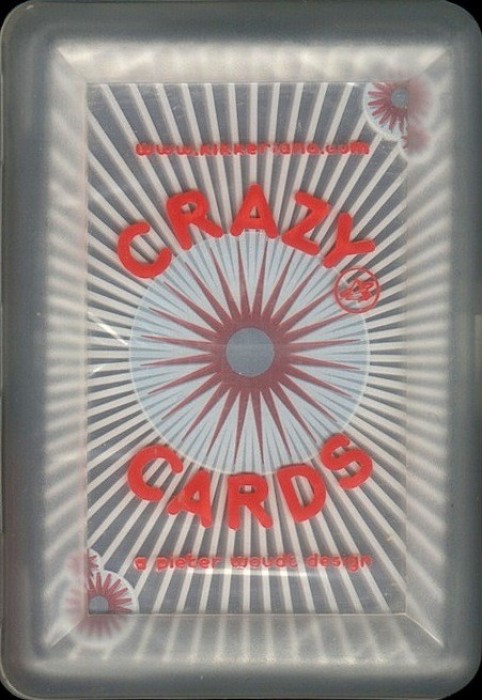 www.kikkerland.com
CRAZY
CARDS
a pieter woudt design